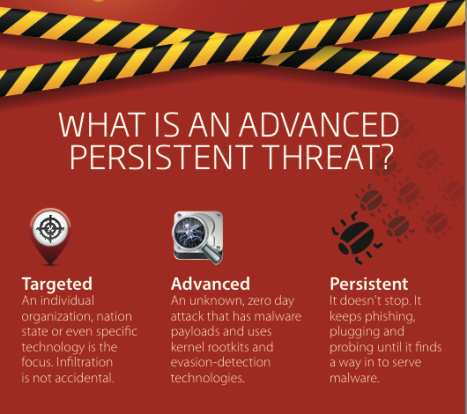 WHAT IS AN ADVANCED
PERSISTENT THREAT?
Targeted
An individual
organization, nation
state or even specific
technology is the
focus. Infiltration
is not accidental.
Advanced
An unknown, zero day
attack that has malware
payloads and uses
kernel rootkits and
evasion-detection
technologies.
Persistent
It doesn't stop. It
keeps phishing,
plugging and
probing until it finds
a way in to serve
malware.